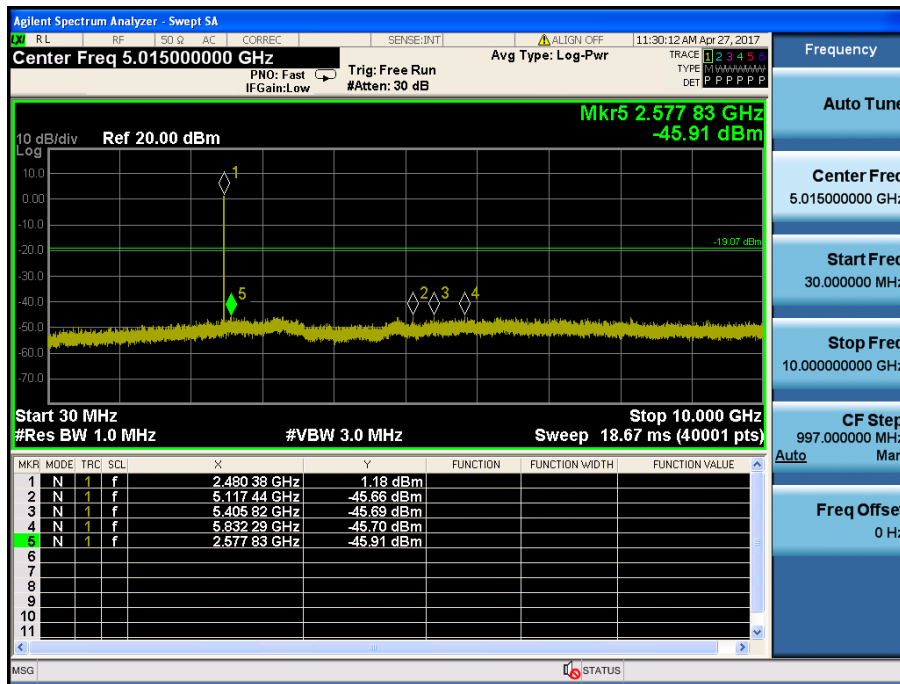 Agilent Spectrum Analyzer - Swept SA
LXI RL RF 50 Ω AC CORREC SENSE:INT ALIGN OFF 11:30:12 AM Apr 27, 2017
Center Freq 5.015000000 GHz
PNO: Fast
IFGain:Low
Trig: Free Run
#Atten: 30 dB
Avg Type: Log-Pwr
TRACE 1 2 3 4 5 6
TYPE M
DET P P P P P P
Mkr5 2.577 83 GHz
-45.91 dBm
10 dB/div Ref 20.00 dBm
Log
10.0
0.00
-10.0
-20.0
-30.0
-40.0
-50.0
-60.0
-70.0
1
-19.07 dBm
5
2 3 4
Start 30 MHz Stop 10.000 GHz
#Res BW 1.0 MHz #VBW 3.0 MHz Sweep 18.67 ms (40001 pts)
MKR MODE TRC SCL X Y FUNCTION FUNCTION WIDTH FUNCTION VALUE
1 N 1 f 2.480 38 GHz 1.18 dBm
2 N 1 f 5.117 44 GHz -45.66 dBm
3 N 1 f 5.405 82 GHz -45.69 dBm
4 N 1 f 5.832 29 GHz -45.70 dBm
5 N 1 f 2.577 83 GHz -45.91 dBm
6
7
8
9
10
11
MSG STATUS
Frequency
Auto Tune
Center Freq
5.015000000 GHz
Start Freq
30.000000 MHz
Stop Freq
10.000000000 GHz
CF Step
997.000000 MHz
Auto Man
Freq Offset
0 Hz